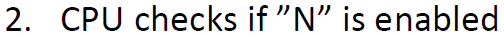 2. CPU checks if ”N” is enabled